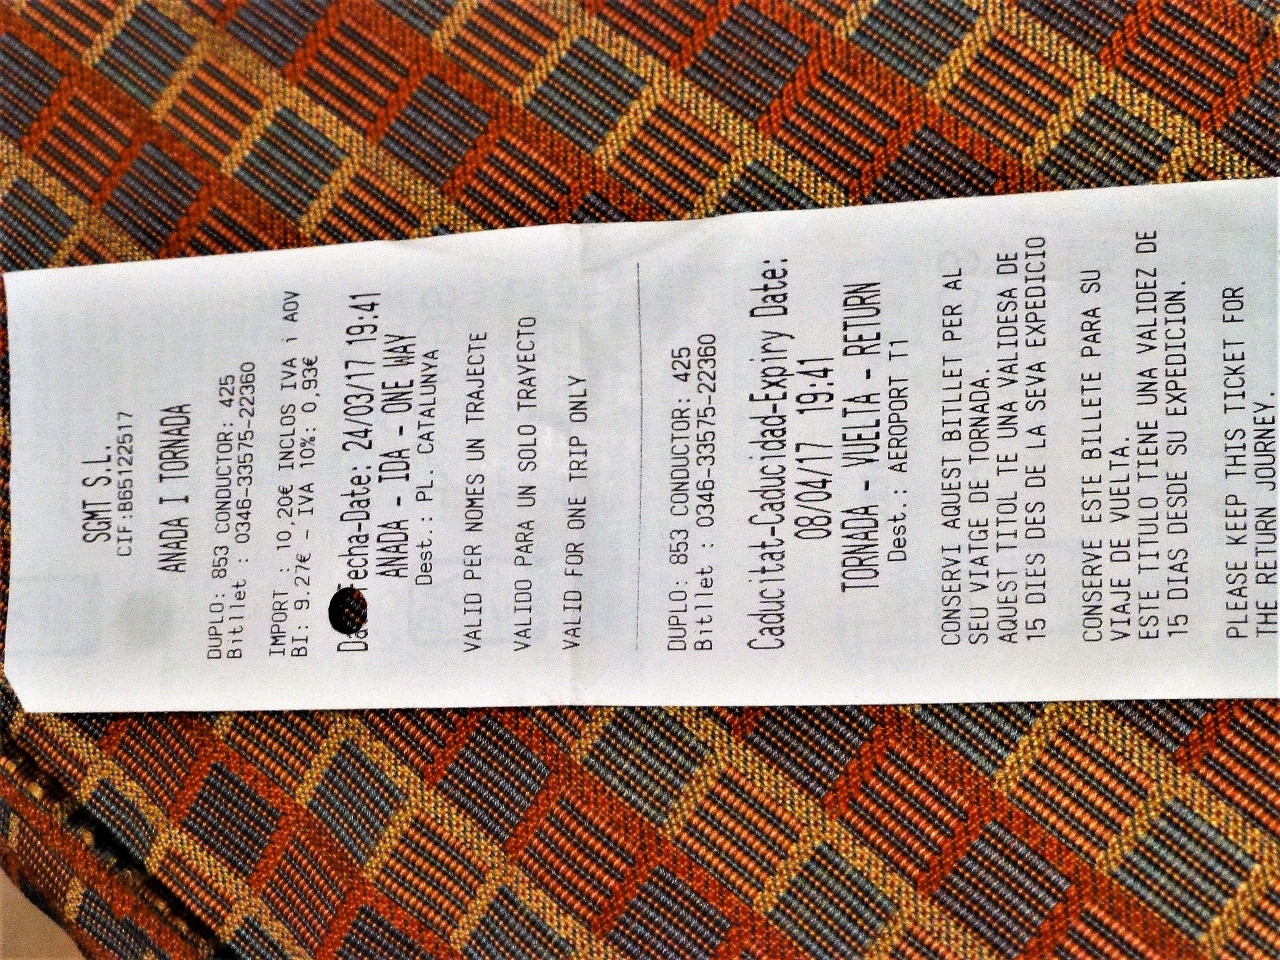 SGMT S.L.
CIF:B65122517
ANADA I TORNADA
DUPLO: 853 CONDUCTOR: 425
Bitllet : 0346-33575-22360
IMPORT : 10,20€ INCLOS IVA i AOV
BI: 9.27€ - IVA 10%: 0,93€
echa-Date: 24/03/17 19:41
ANADA - IDA - ONE WAY
Dest.: PL. CATALUNYA
VALID PER NOMES UN TRAJECTE
VALIDO PARA UN SOLO TRAYECTO
VALID FOR ONE TRIP ONLY
DUPLO: 853 CONDUCTOR: 425
Bitllet : 0346-33575-22360
Caducitat-Caducidad-Expiry Date:
08/04/17 19:41
TORNADA - VUELTA - RETURN
Dest.: AEROPORT T1
CONSERVI AQUEST BITLLET PER AL
SEU VIATGE DE TORNADA.
AQUEST TITOL TE UNA VALIDESA DE
15 DIES DES DE LA SEVA EXPEDICIO
CONSERVE ESTE BILLETE PARA SU
VIAJE DE VUELTA.
ESTE TITULO TIENE UNA VALIDEZ DE
15 DIAS DESDE SU EXPEDICION.
PLEASE KEEP THIS TICKET FOR
THE RETURN JOURNEY.